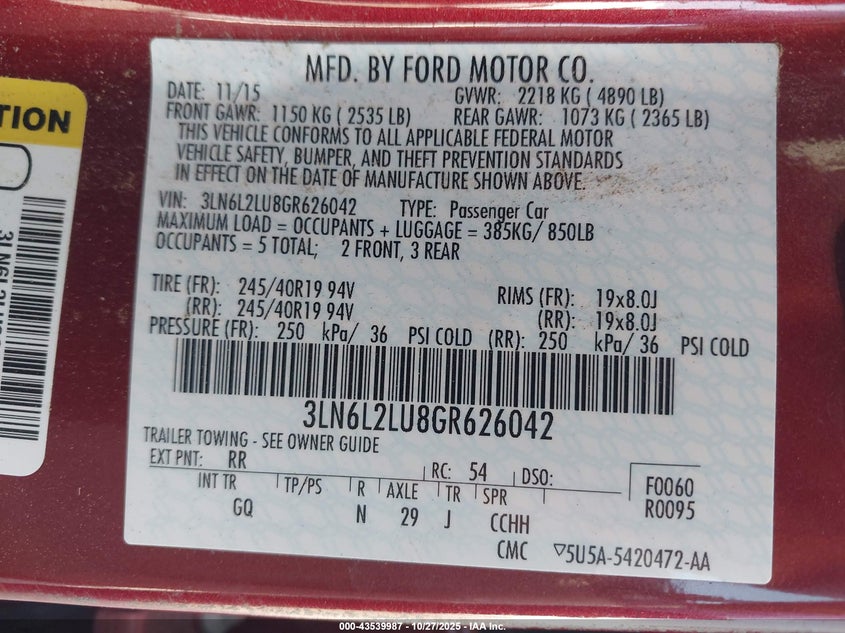 MFD. BY FORD MOTOR CO.
DATE: 11/15 GVWR: 2218 KG ( 4890 LB)
FRONT GAWR: 1150 KG ( 2535 LB) REAR GAWR: 1073 KG ( 2365 LB)
THIS VEHICLE CONFORMS TO ALL APPLICABLE FEDERAL MOTOR
VEHICLE SAFETY, BUMPER, AND THEFT PREVENTION STANDARDS
IN EFFECT ON THE DATE OF MANUFACTURE SHOWN ABOVE.
VIN: 3LN6L2LU8GR626042 TYPE: Passenger Car
MAXIMUM LOAD = OCCUPANTS + LUGGAGE = 385KG/ 850LB
OCCUPANTS = 5 TOTAL; 2 FRONT, 3 REAR
TIRE (FR): 245/40R19 94V RIMS (FR): 19x8.0J
(RR): 245/40R19 94V (RR): 19x8.0J
PRESSURE (FR): 250 kPa/ 36 PSI COLD (RR): 250 kPa/ 36 PSI COLD
3LN6L2LU8GR626042
TRAILER TOWING - SEE OWNER GUIDE
EXT PNT: RR RC: 54 DSO: F0060
INT TR TP/PS R AXLE TR SPR R0095
GQ N 29 J CCHH
CMC ▽5U5A-5420472-AA
TION
000-43539987 - 10/27/2025 - IAA Inc.